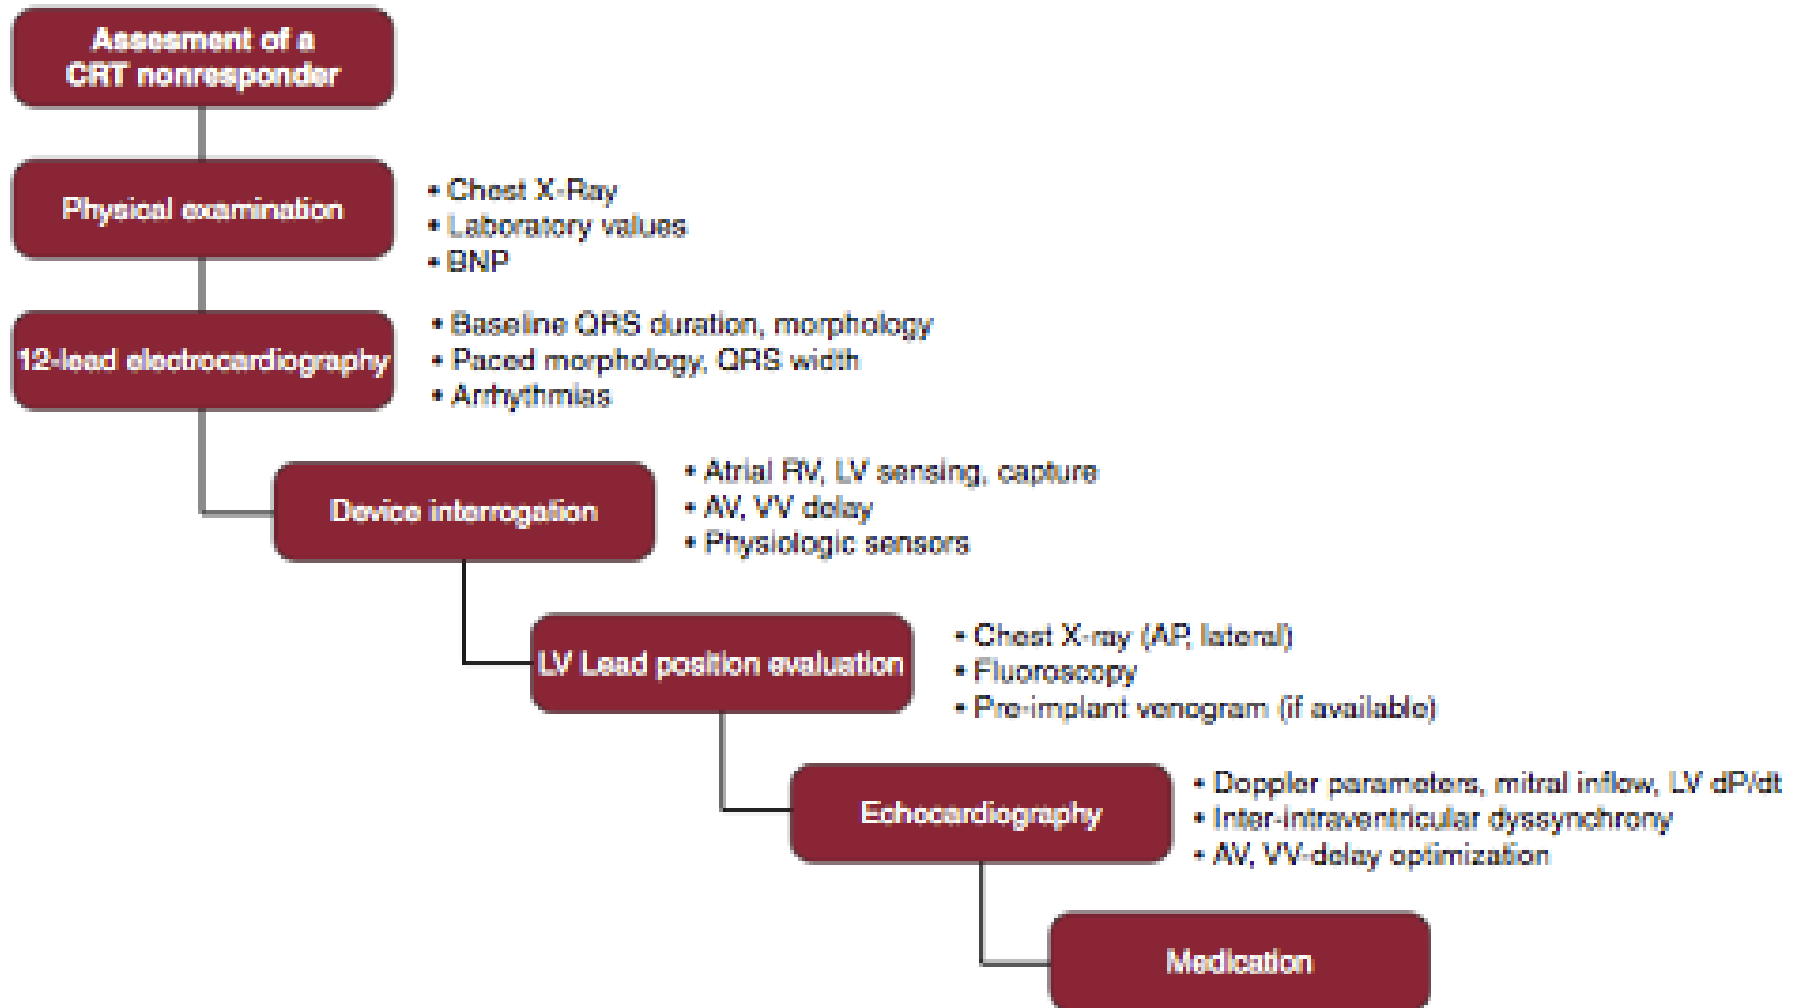 Assesment of a
CRT nonresponder
Physical examination
• Chest X-Ray
• Laboratory values
• BNP
12-lead electrocardiography
• Baseline QRS duration, morphology
• Paced morphology, QRS width
• Arrhythmias
Device interrogation
• Atrial RV, LV sensing, capture
• AV, VV delay
• Physiologic sensors
LV Lead position evaluation
• Chest X-ray (AP, lateral)
• Fluoroscopy
• Pre-implant venogram (if available)
Echocardiography
• Doppler parameters, mitral inflow, LV dP/dt
• Inter-intraventricular dyssynchrony
• AV, VV-delay optimization
Medication